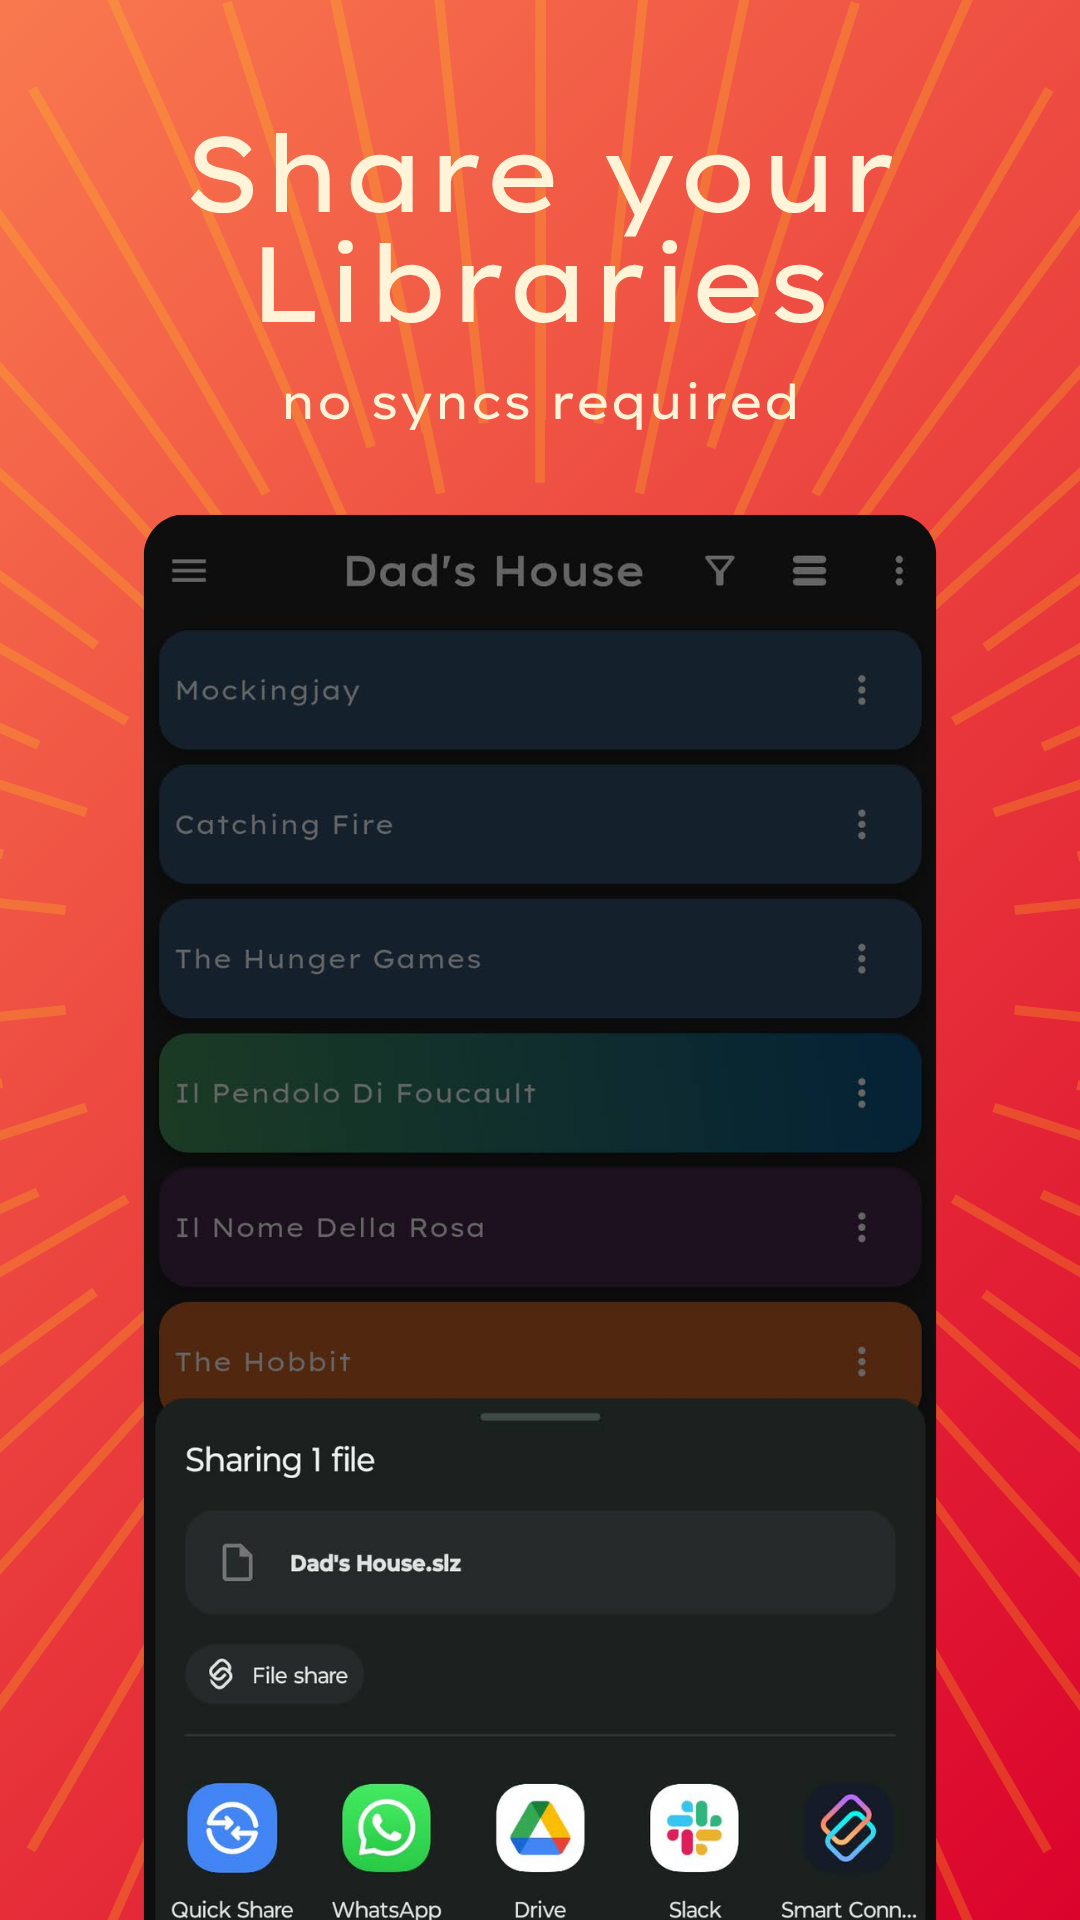 Share your
Libraries
no syncs required
Dad's House
Mockingjay
Catching Fire
The Hunger Games
Il Pendolo Di Foucault
Il Nome Della Rosa
The Hobbit
Sharing 1 file
Dad's House.slz
File share
Quick Share WhatsApp Drive Slack Smart Conn...